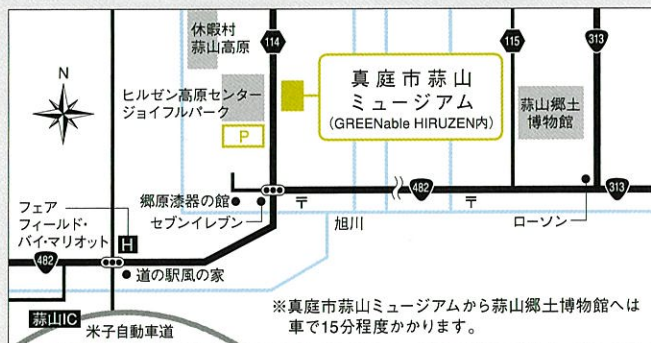 休暇村
蒜山高原
114
115
313
N
真庭市蒜山
ミュージアム
(GREENable HIRUZEN内)
ヒルゼン高原センター
ジョイフルパーク
P
蒜山郷土
博物館
郷原漆器の館
セブンイレブン
〒
482
〒
313
旭川
ローソン
フェア
フィールド・
バイ・マリオット
H
482
道の駅風の家
蒜山IC
米子自動車道
※真庭市蒜山ミュージアムから蒜山郷土博物館へは
車で15分程度かかります。